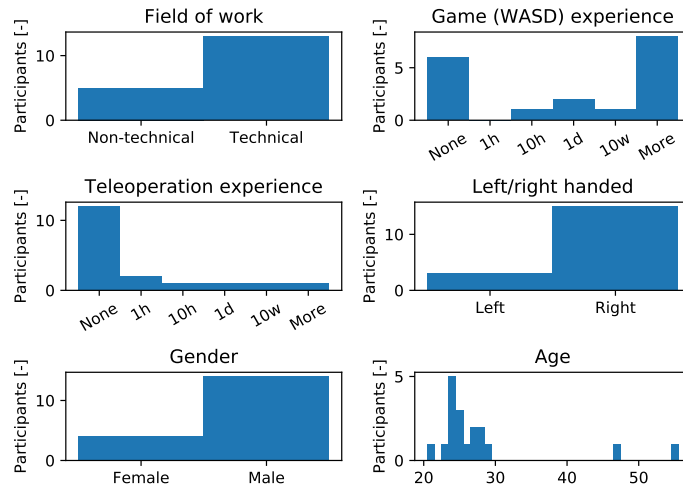 Field of work
Participants [-]
10
0
Non-technical Technical
Game (WASD) experience
Participants [-]
5
0
None 1h 10h 1d 10w More
Teleoperation experience
Participants [-]
10
0
None 1h 10h 1d 10w More
Left/right handed
Participants [-]
10
0
Left Right
Gender
Participants [-]
10
0
Female Male
Age
Participants [-]
5
0
20 30 40 50